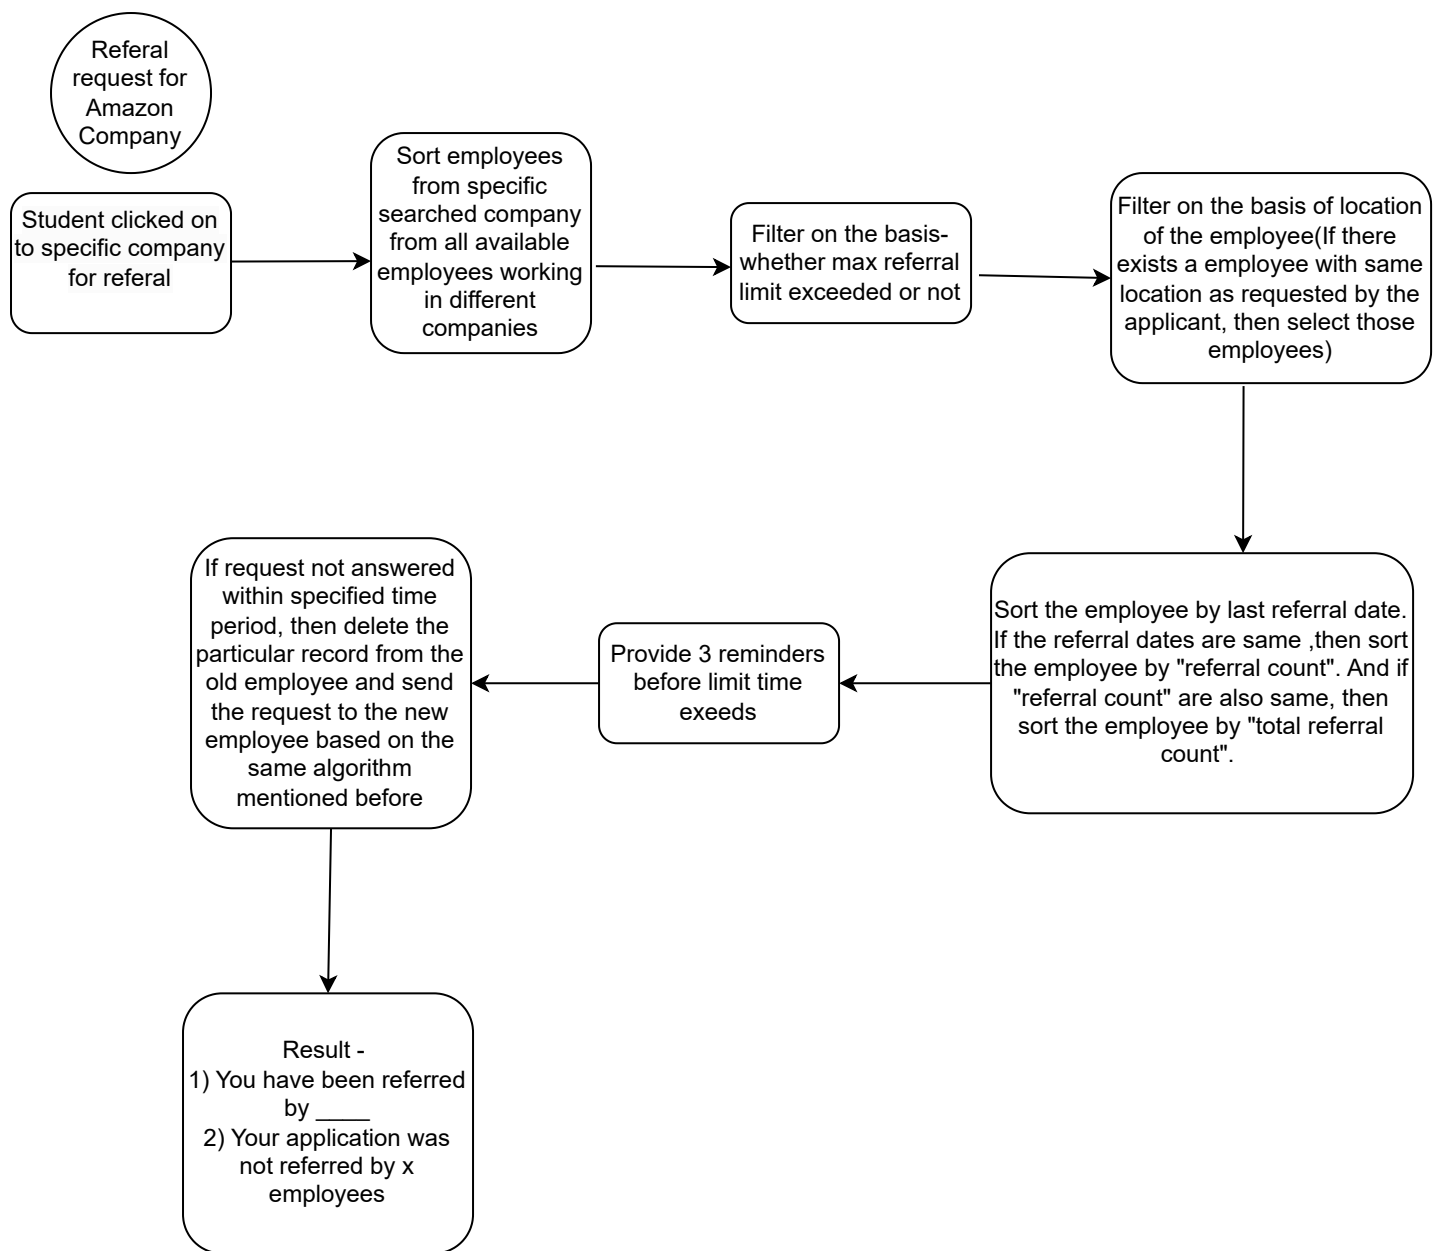 Referal
request for
Amazon
Company
Student clicked on
to specific company
for referal
Sort employees
from specific
searched company
from all available
employees working
in different
companies
Filter on the basis-
whether max referral
limit exceeded or not
Filter on the basis of location
of the employee(If there
exists a employee with same
location as requested by the
applicant, then select those
employees)
Sort the employee by last referral date.
If the referral dates are same ,then sort
the employee by "referral count". And if
"referral count" are also same, then
sort the employee by "total referral
count".
Provide 3 reminders
before limit time
exeeds
If request not answered
within specified time
period, then delete the
particular record from the
old employee and send
the request to the new
employee based on the
same algorithm
mentioned before
Result -
1) You have been referred
by ____
2) Your application was
not referred by x
employees